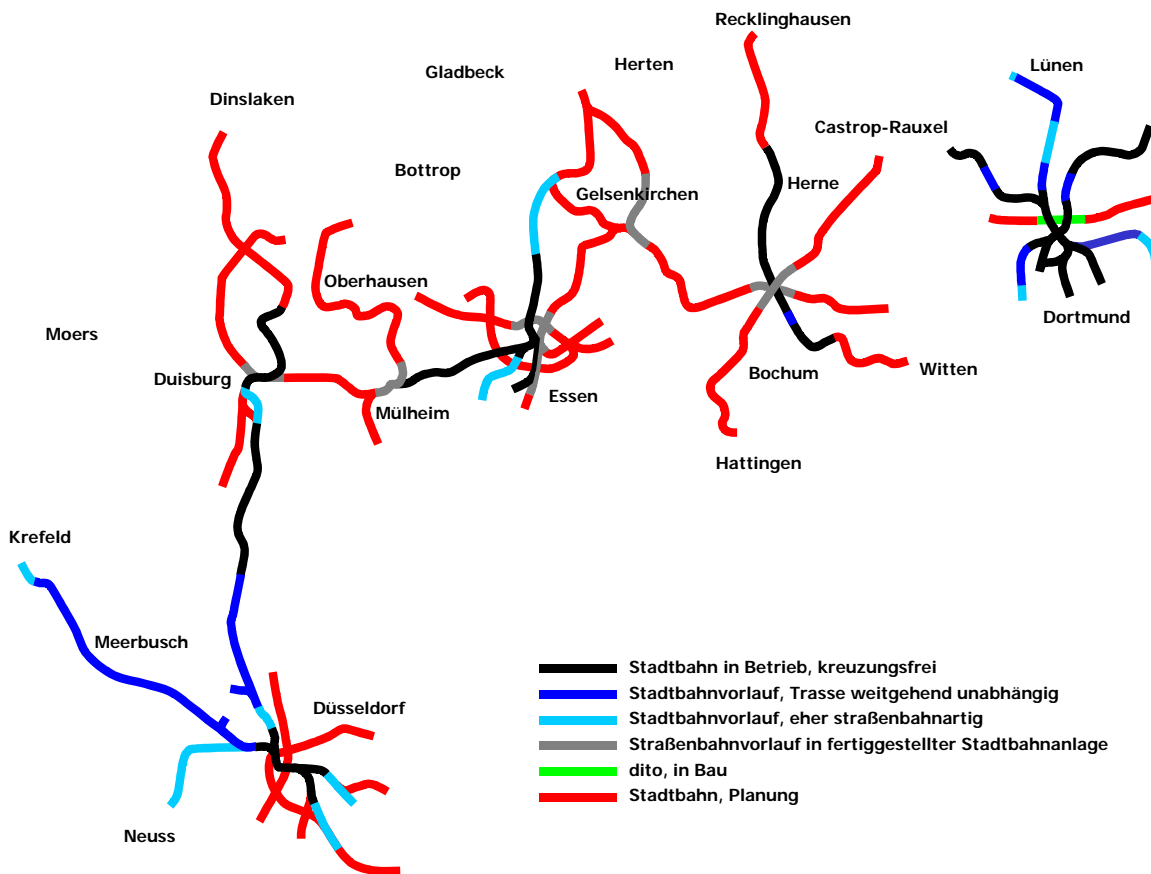 Recklinghausen
Herten
Lünen
Gladbeck
Dinslaken
Castrop-Rauxel
Bottrop
Herne
Gelsenkirchen
Oberhausen
Dortmund
Moers
Duisburg
Bochum
Witten
Essen
Mülheim
Hattingen
Krefeld
Meerbusch
Düsseldorf
Neuss
Stadtbahn in Betrieb, kreuzungsfrei
Stadtbahnvorlauf, Trasse weitgehend unabhängig
Stadtbahnvorlauf, eher straßenbahnartig
Straßenbahnvorlauf in fertiggestellter Stadtbahnanlage
dito, in Bau
Stadtbahn, Planung